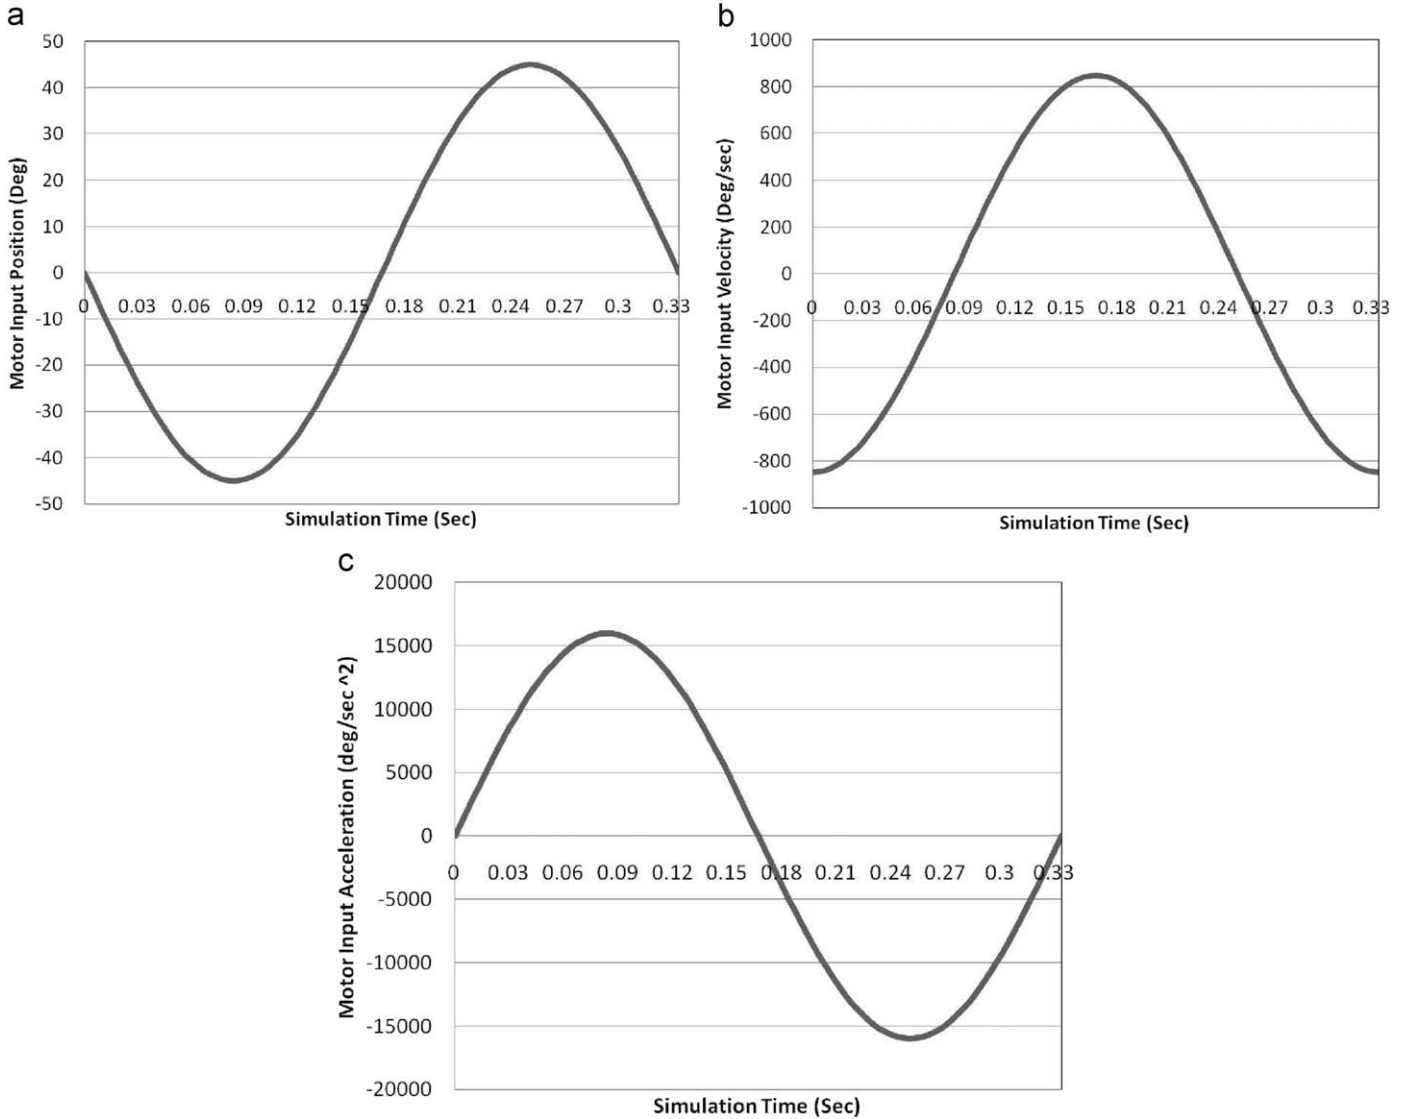 a
50
40
30
20
10
0
-10
-20
-30
-40
-50
0 0.03 0.06 0.09 0.12 0.15 0.18 0.21 0.24 0.27 0.3 0.33
Motor Input Position (Deg)
Simulation Time (Sec)
b
1000
800
600
400
200
0
-200
-400
-600
-800
-1000
0 0.03 0.06 0.09 0.12 0.15 0.18 0.21 0.24 0.27 0.3 0.33
Motor Input Velocity (Deg/sec)
Simulation Time (Sec)
c
20000
15000
10000
5000
0
-5000
-10000
-15000
-20000
0 0.03 0.06 0.09 0.12 0.15 0.18 0.21 0.24 0.27 0.3 0.33
Motor Input Acceleration (deg/sec ^2)
Simulation Time (Sec)